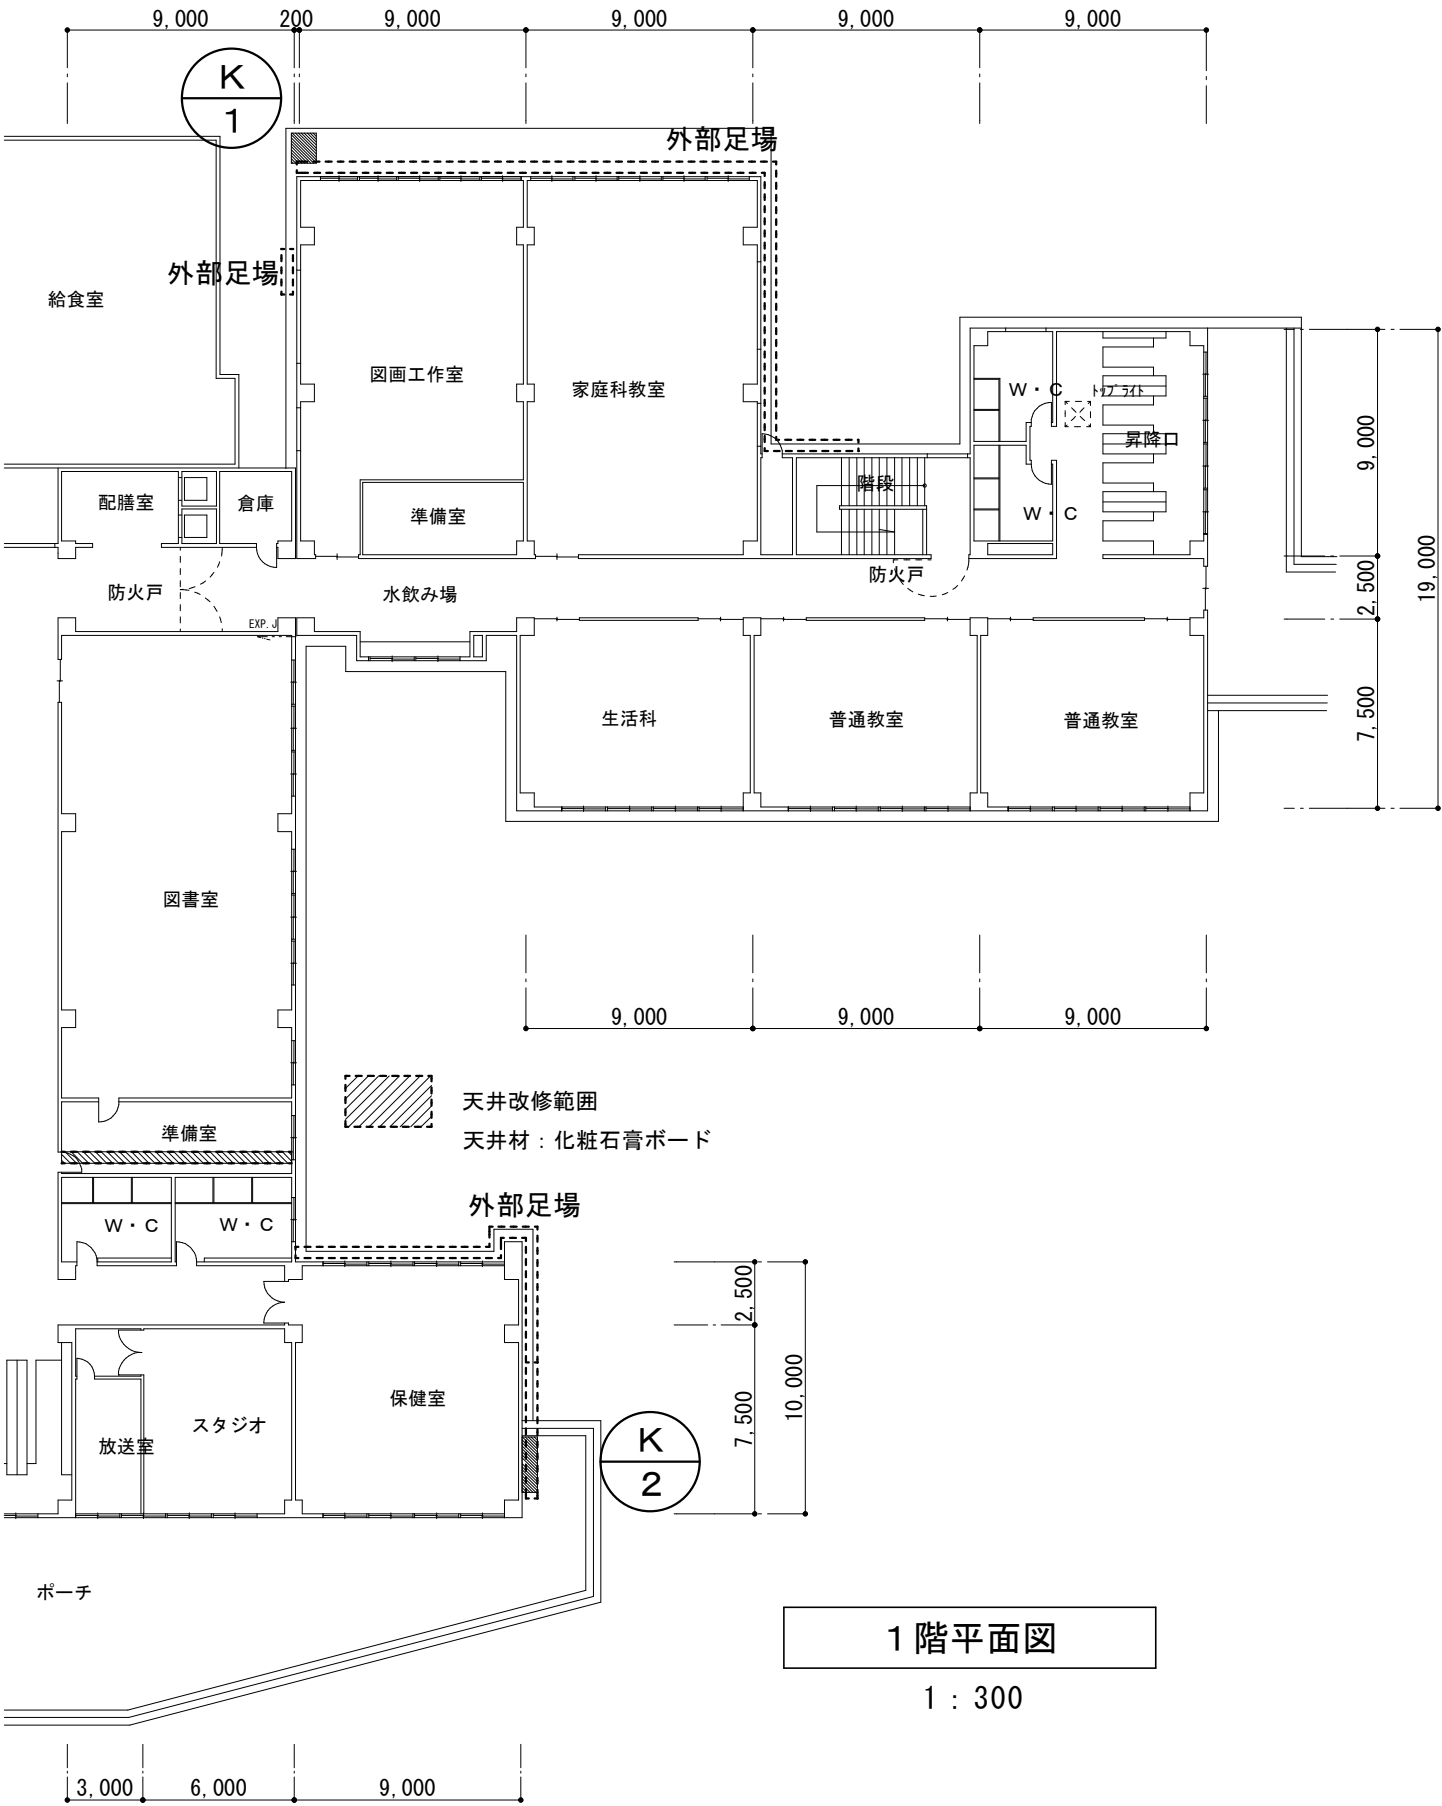 9,000 200 9,000 9,000 9,000 9,000
K
1
外部足場
外部足場
給食室
図画工作室
家庭科教室
W・C
トップライト
昇降口
9,000
配膳室
倉庫
準備室
階段
W・C
防火戸
水飲み場
防火戸
2,500
19,000
EXP.J
生活科
普通教室
普通教室
7,500
図書室
9,000 9,000 9,000
天井改修範囲
天井材：化粧石膏ボード
準備室
外部足場
W・C
W・C
2,500
10,000
7,500
保健室
スタジオ
放送室
K
2
ポーチ
1階平面図
1：300
3,000 6,000 9,000